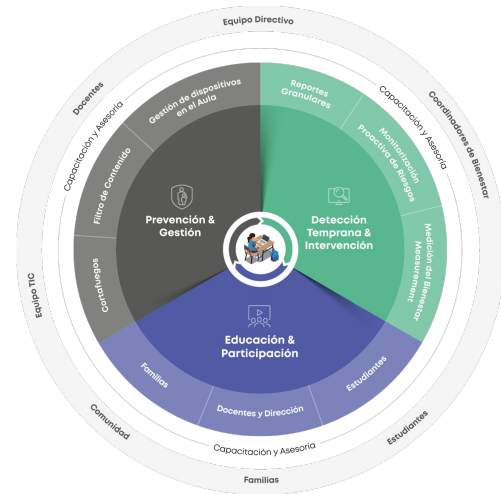 Equipo Directivo
Docentes
Coordinadores de Bienestar
Equipo TIC
Comunidad
Estudiantes
Familias
Capacitación y Asesoría
Capacitación y Asesoría
Capacitación y Asesoría
Gestión de dispositivos
en el Aula
Filtro de Contenido
Cortafuegos
Reportes
Granulares
Monitorización
Proactiva de Riesgos
Medición del Bienestar
Measurement
Prevención &
Gestión
Detección
Temprana &
Intervención
Educación &
Participación
Familias
Docentes y Dirección
Estudiantes